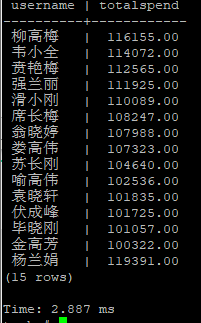 username | totalspend
----------+------------
柳高梅 | 116155.00
韦小全 | 114072.00
贲艳梅 | 112565.00
强兰丽 | 111925.00
滑小刚 | 110089.00
席长梅 | 108247.00
翁晓婷 | 107988.00
娄高伟 | 107323.00
苏长刚 | 104640.00
喻高伟 | 102536.00
袁晓轩 | 101835.00
伏成峰 | 101725.00
毕晓刚 | 101057.00
金高芳 | 100322.00
杨兰娟 | 119391.00
(15 rows)
Time: 2.887 ms